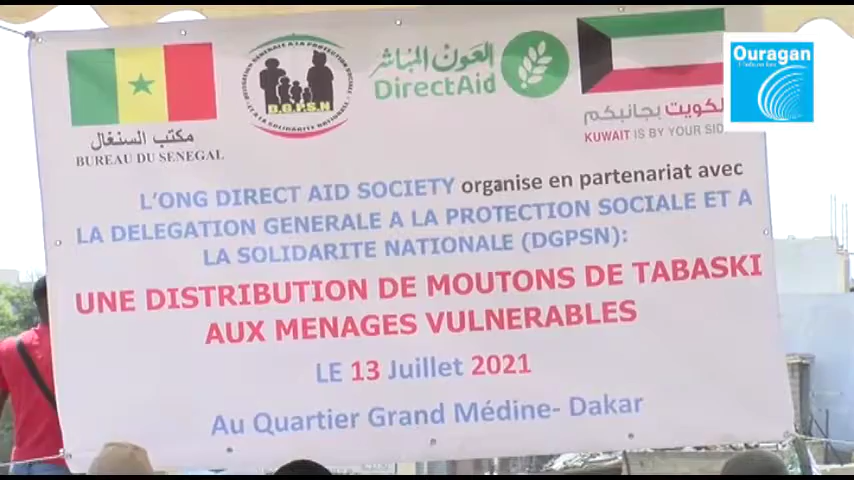 Ouragan
مكتب السنغال
BUREAU DU SENEGAL
D.G.P.S.N
العون المباشر
DirectAid
الكويت بجانبكم
KUWAIT IS BY YOUR SID
L'ONG DIRECT AID SOCIETY organise en partenariat avec
LA DELEGATION GENERALE A LA PROTECTION SOCIALE ET A
LA SOLIDARITE NATIONALE (DGPSN):
UNE DISTRIBUTION DE MOUTONS DE TABASKI
AUX MENAGES VULNERABLES
LE 13 Juillet 2021
Au Quartier Grand Médine- Dakar